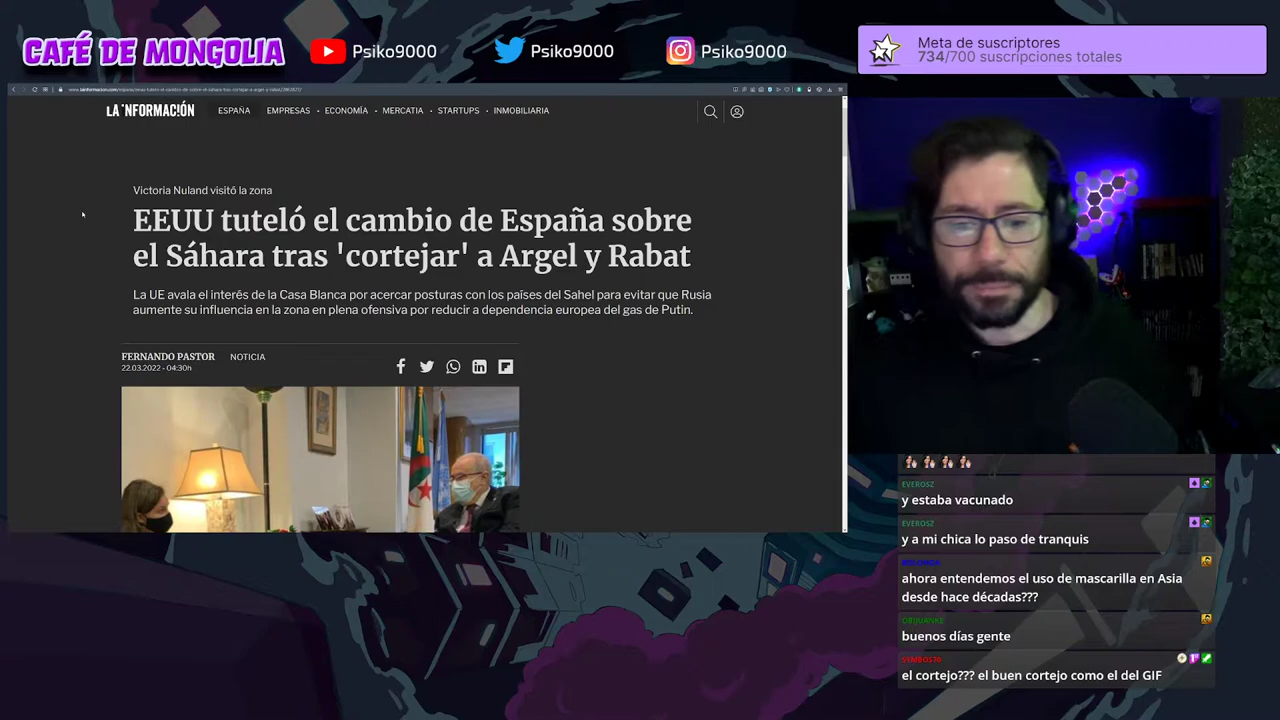 CAFÉ DE MONGOLIA
Psiko9000
Psiko9000
Psiko9000
Meta de suscriptores
734/700 suscripciones totales
LA INFORMACIÓN
ESPAÑA
EMPRESAS
ECONOMÍA
MERCATIA
STARTUPS
INMOBILIARIA
Victoria Nuland visitó la zona
EEUU tuteló el cambio de España sobre
el Sáhara tras 'cortejar' a Argel y Rabat
La UE avala el interés de la Casa Blanca por acercar posturas con los países del Sahel para evitar que Rusia
aumente su influencia en la zona en plena ofensiva por reducir a dependencia europea del gas de Putin.
FERNANDO PASTOR
NOTICIA
22.03.2022 - 04:30h
EVEROSZ
y estaba vacunado
EVEROSZ
y a mi chica lo paso de tranquis
ahora entendemos el uso de mascarilla en Asia
desde hace décadas???
OBIJUANKE
buenos días gente
el cortejo??? el buen cortejo como el del GIF